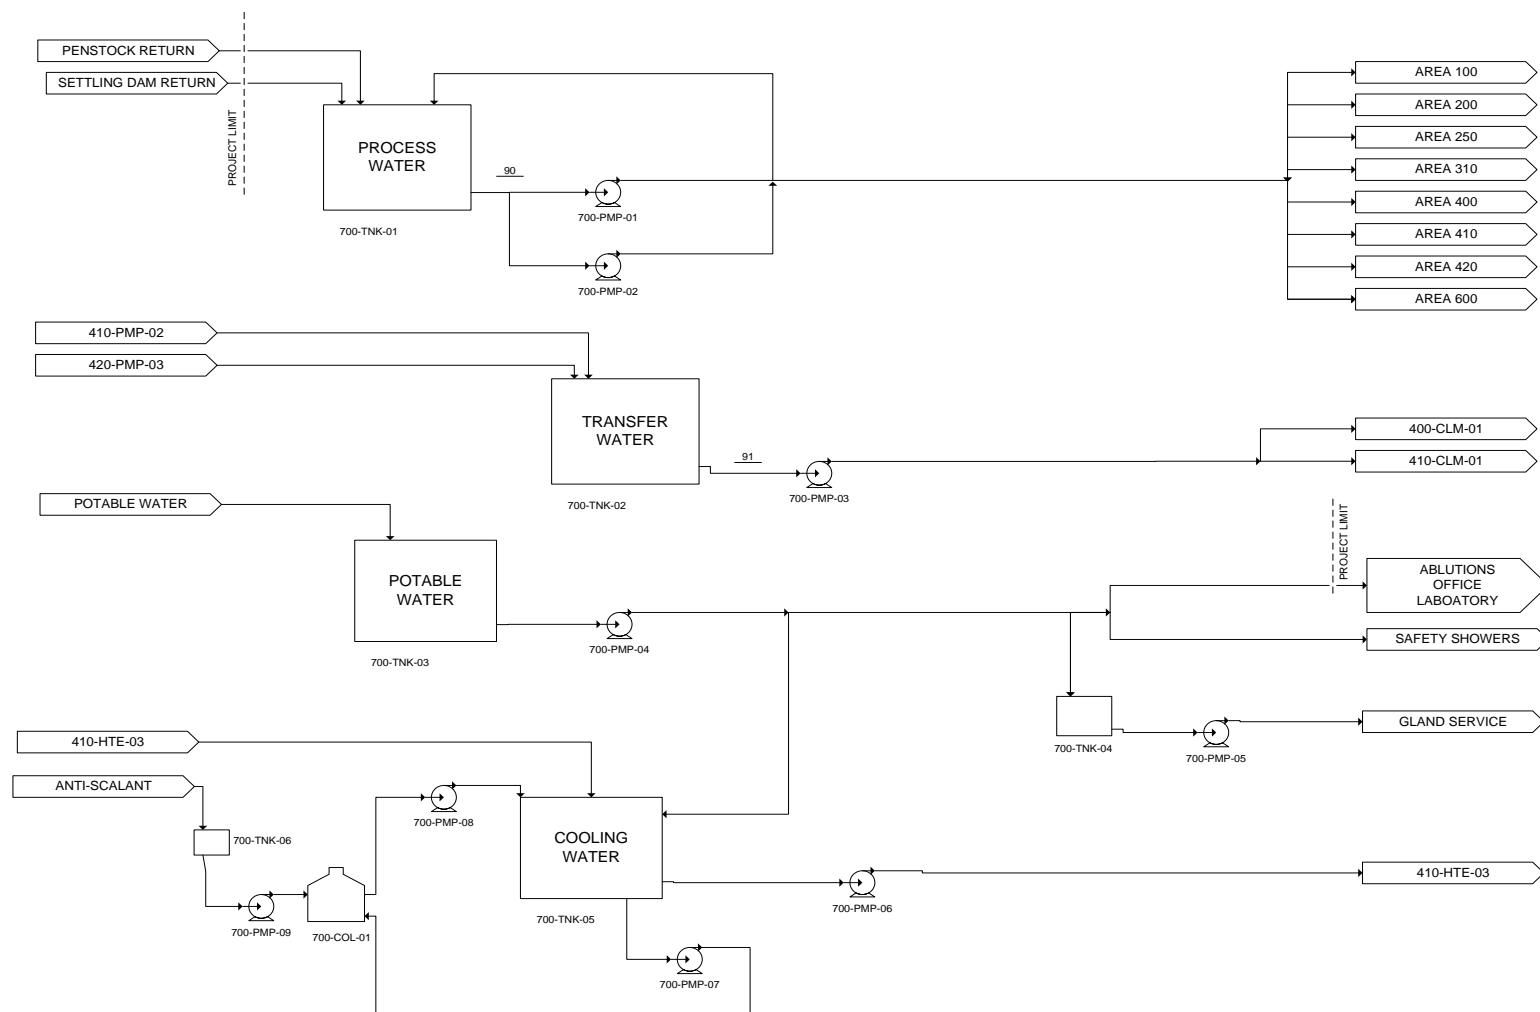 PENSTOCK RETURN
SETTLING DAM RETURN
PROJECT LIMIT
PROCESS
WATER
700-TNK-01
90
700-PMP-01
700-PMP-02
AREA 100
AREA 200
AREA 250
AREA 310
AREA 400
AREA 410
AREA 420
AREA 600
410-PMP-02
420-PMP-03
TRANSFER
WATER
700-TNK-02
91
700-PMP-03
400-CLM-01
410-CLM-01
POTABLE WATER
POTABLE
WATER
700-TNK-03
700-PMP-04
PROJECT LIMIT
ABLUTIONS
OFFICE
LABOATORY
SAFETY SHOWERS
700-TNK-04
700-PMP-05
GLAND SERVICE
410-HTE-03
ANTI-SCALANT
700-TNK-06
700-PMP-09
700-COL-01
700-PMP-08
COOLING
WATER
700-TNK-05
700-PMP-06
700-PMP-07
410-HTE-03